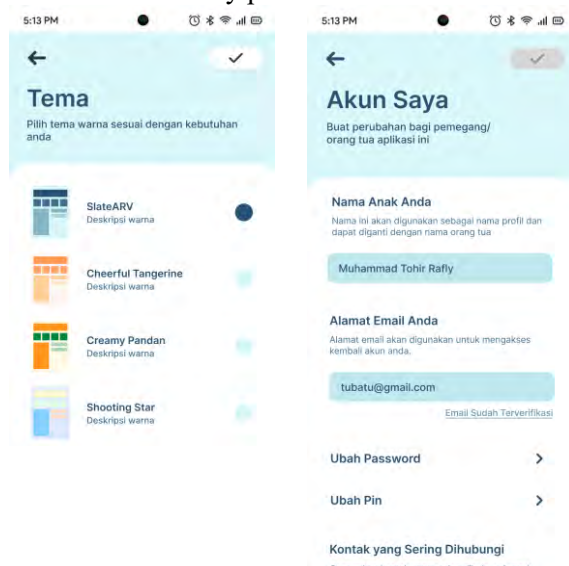 5:13 PM
Tema
Pilih tema warna sesuai dengan kebutuhan
anda
SlateARV
Deskripsi warna
Cheerful Tangerine
Deskripsi warna
Creamy Pandan
Deskripsi warna
Shooting Star
Deskripsi warna
5:13 PM
Akun Saya
Buat perubahan bagi pemegang/
orang tua aplikasi ini
Nama Anak Anda
Nama ini akan digunakan sebagai nama profil dan
dapat diganti dengan nama orang tua
Muhammad Tohir Rafly
Alamat Email Anda
Alamat email akan digunakan untuk mengakses
kembali akun anda.
tubatu@gmail.com
Email Sudah Terverifikasi
Ubah Password
Ubah Pin
Kontak yang Sering Dihubungi